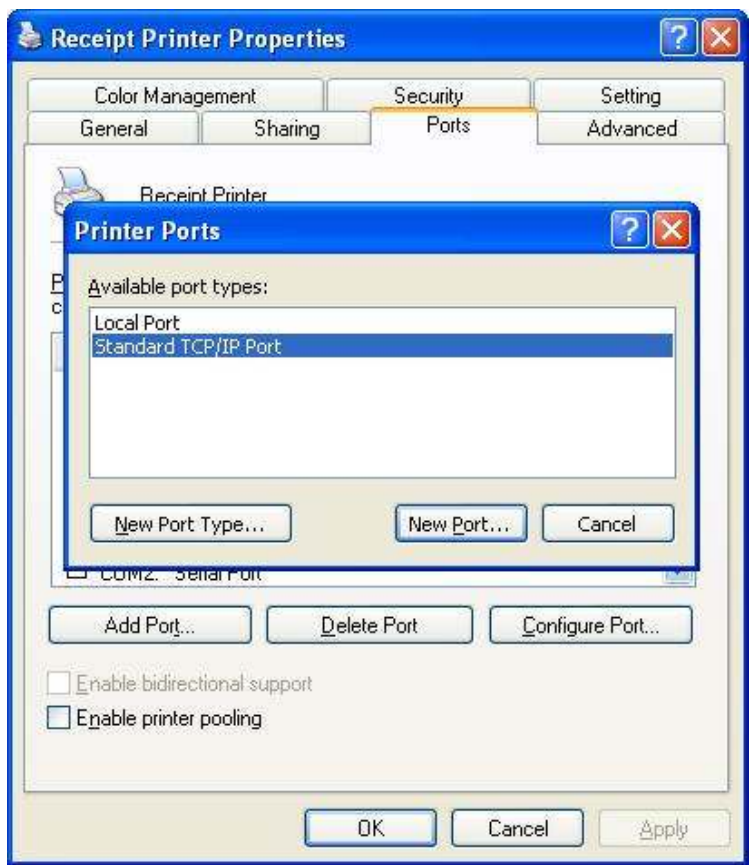 Receipt Printer Properties
Color Management Security Setting
General Sharing Ports Advanced
Receipt Printer
Printer Ports
Available port types:
Local Port
Standard TCP/IP Port
New Port Type... New Port... Cancel
COM2: Serial Port
Add Port... Delete Port Configure Port...
Enable bidirectional support
Enable printer pooling
OK Cancel Apply